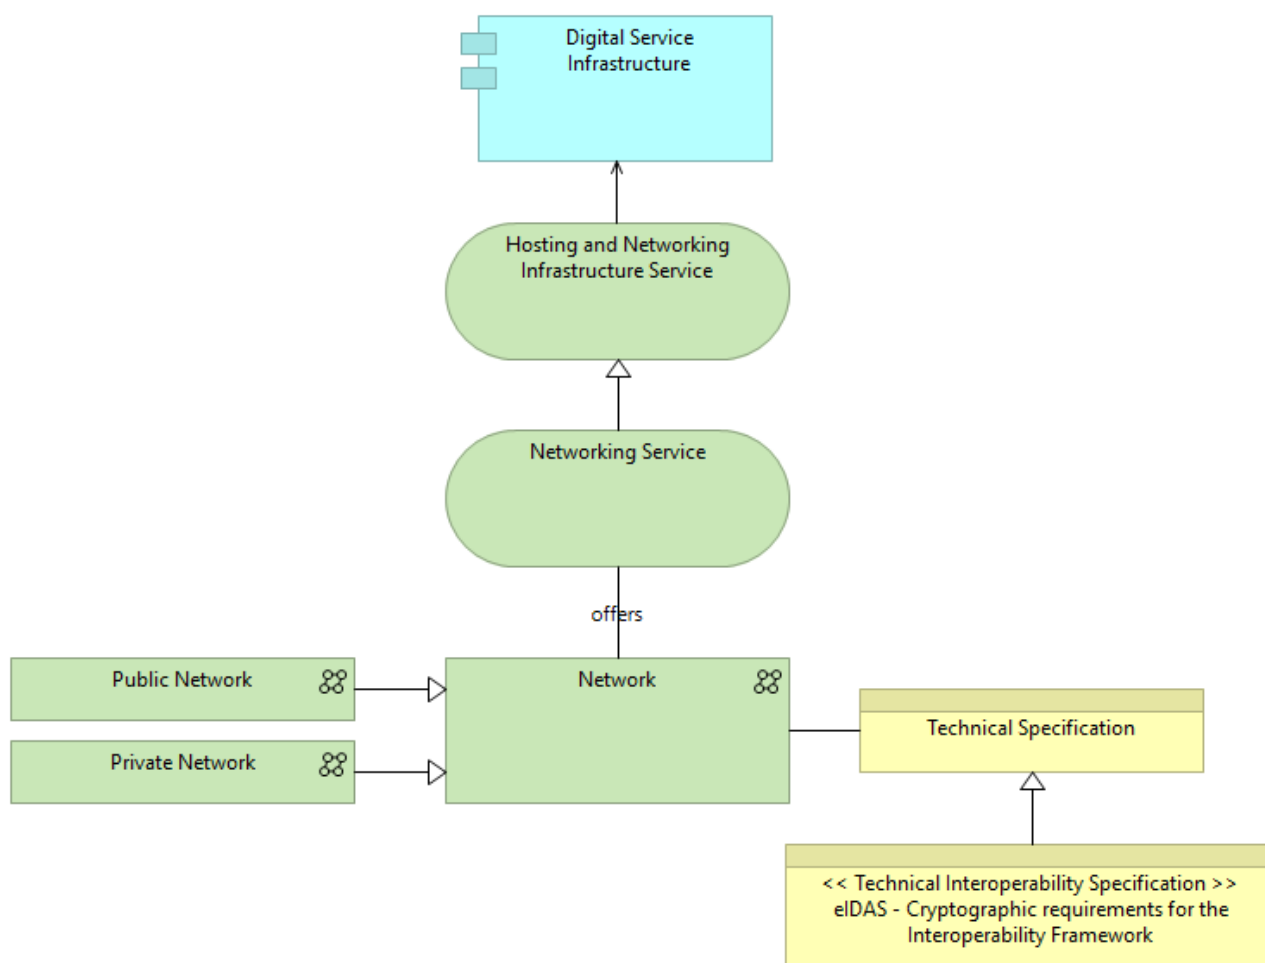 Digital Service
Infrastructure
Hosting and Networking
Infrastructure Service
Networking Service
offers
Public Network
Network
Private Network
Technical Specification
<< Technical Interoperability Specification >>
eIDAS - Cryptographic requirements for the
Interoperability Framework